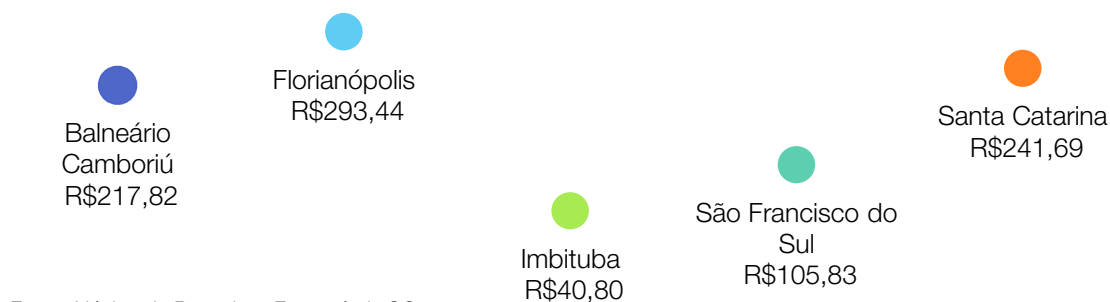 Balneário
Camboriú
R$217,82
Florianópolis
R$293,44
Imbituba
R$40,80
São Francisco do
Sul
R$105,83
Santa Catarina
R$241,69